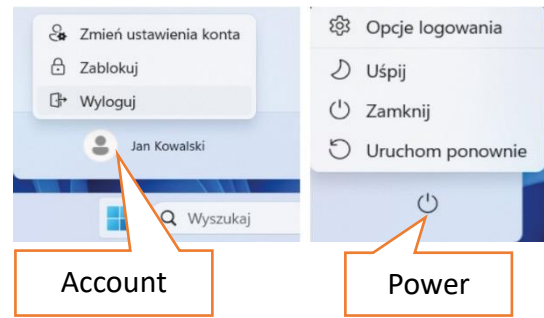 Zmień ustawienia konta
Zablokuj
Wyloguj
Jan Kowalski
Wyszukaj
Account
Opcje logowania
Uśpij
Zamknij
Uruchom ponownie
Power